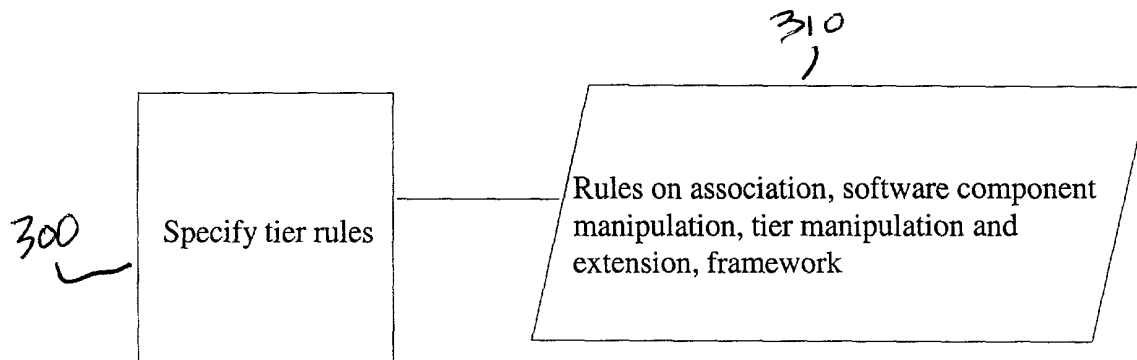 310
300
Specify tier rules
Rules on association, software component
manipulation, tier manipulation and
extension, framework